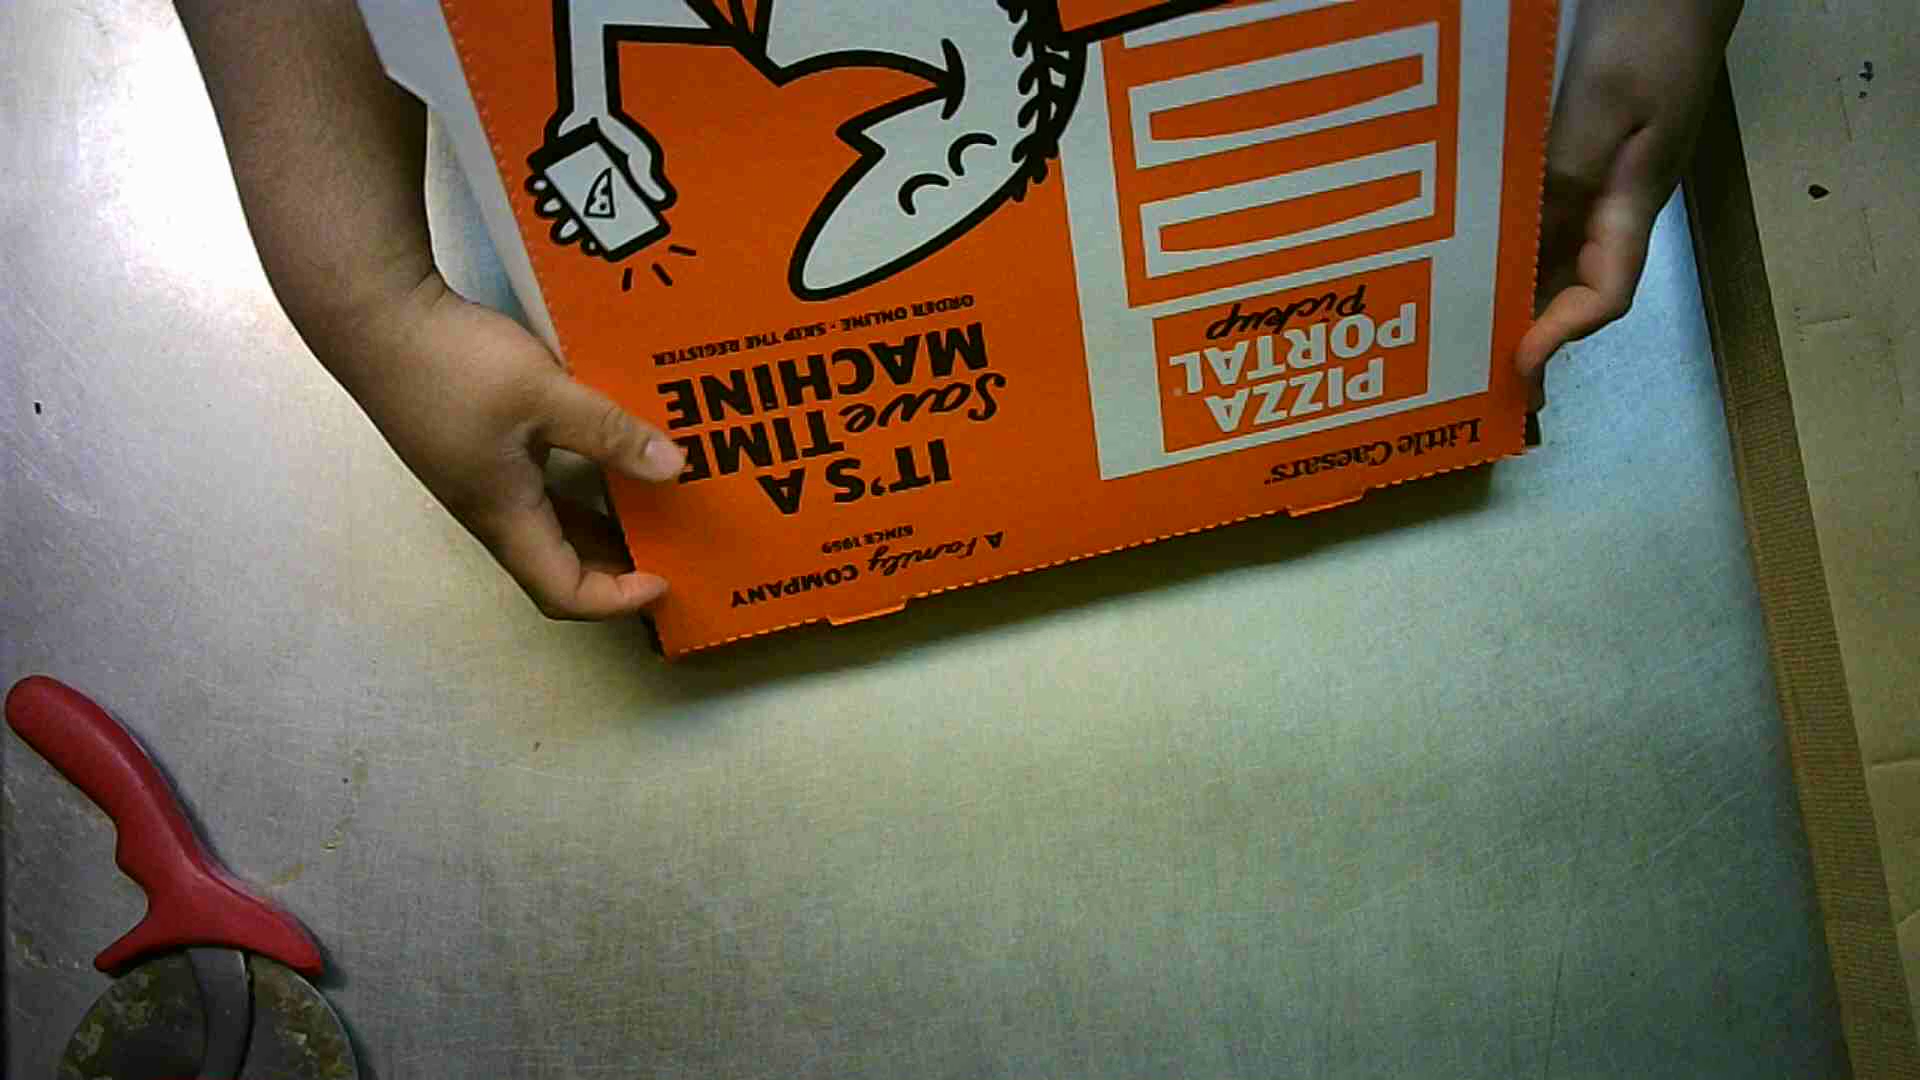 Little Caesars
PIZZA
PORTAL
Pickup
A Family COMPANY
SINCE 1959
IT'S A
Save TIME
MACHINE
ORDER ONLINE · SKIP THE REGISTER